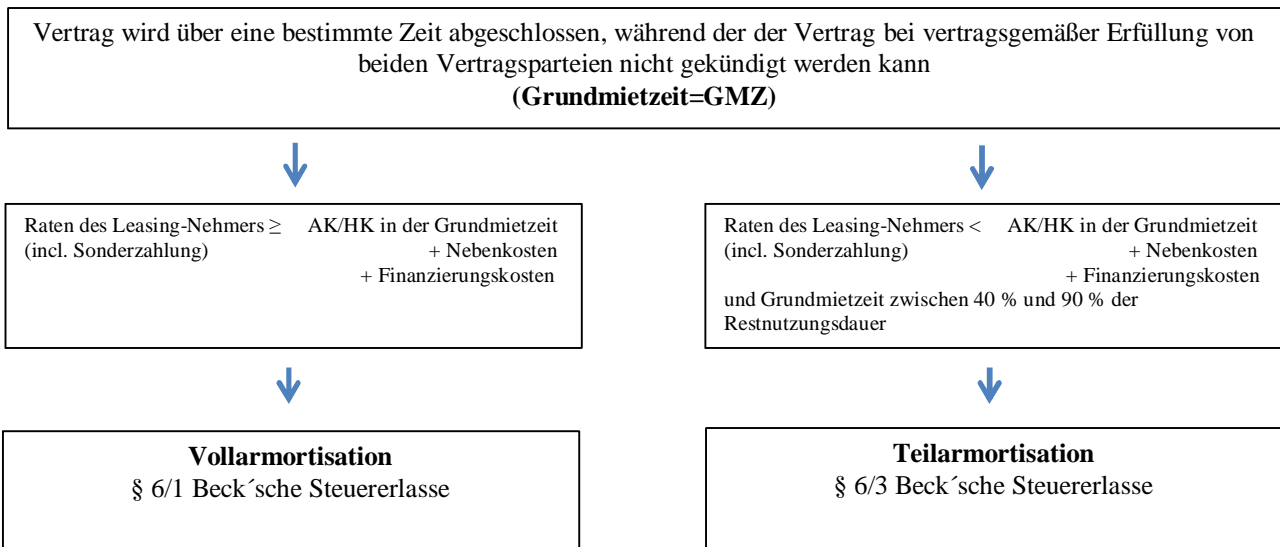 Vertrag wird über eine bestimmte Zeit abgeschlossen, während der der Vertrag bei vertragsgemäßer Erfüllung von
beiden Vertragsparteien nicht gekündigt werden kann
(Grundmietzeit=GMZ)
Raten des Leasing-Nehmers ≥ AK/HK in der Grundmietzeit
(incl. Sonderzahlung) + Nebenkosten
+ Finanzierungskosten
Raten des Leasing-Nehmers < AK/HK in der Grundmietzeit
(incl. Sonderzahlung) + Nebenkosten
+ Finanzierungskosten
und Grundmietzeit zwischen 40 % und 90 % der
Restnutzungsdauer
Vollarmortisation
§ 6/1 Beck´sche Steuererlasse
Teilarmortisation
§ 6/3 Beck´sche Steuererlasse